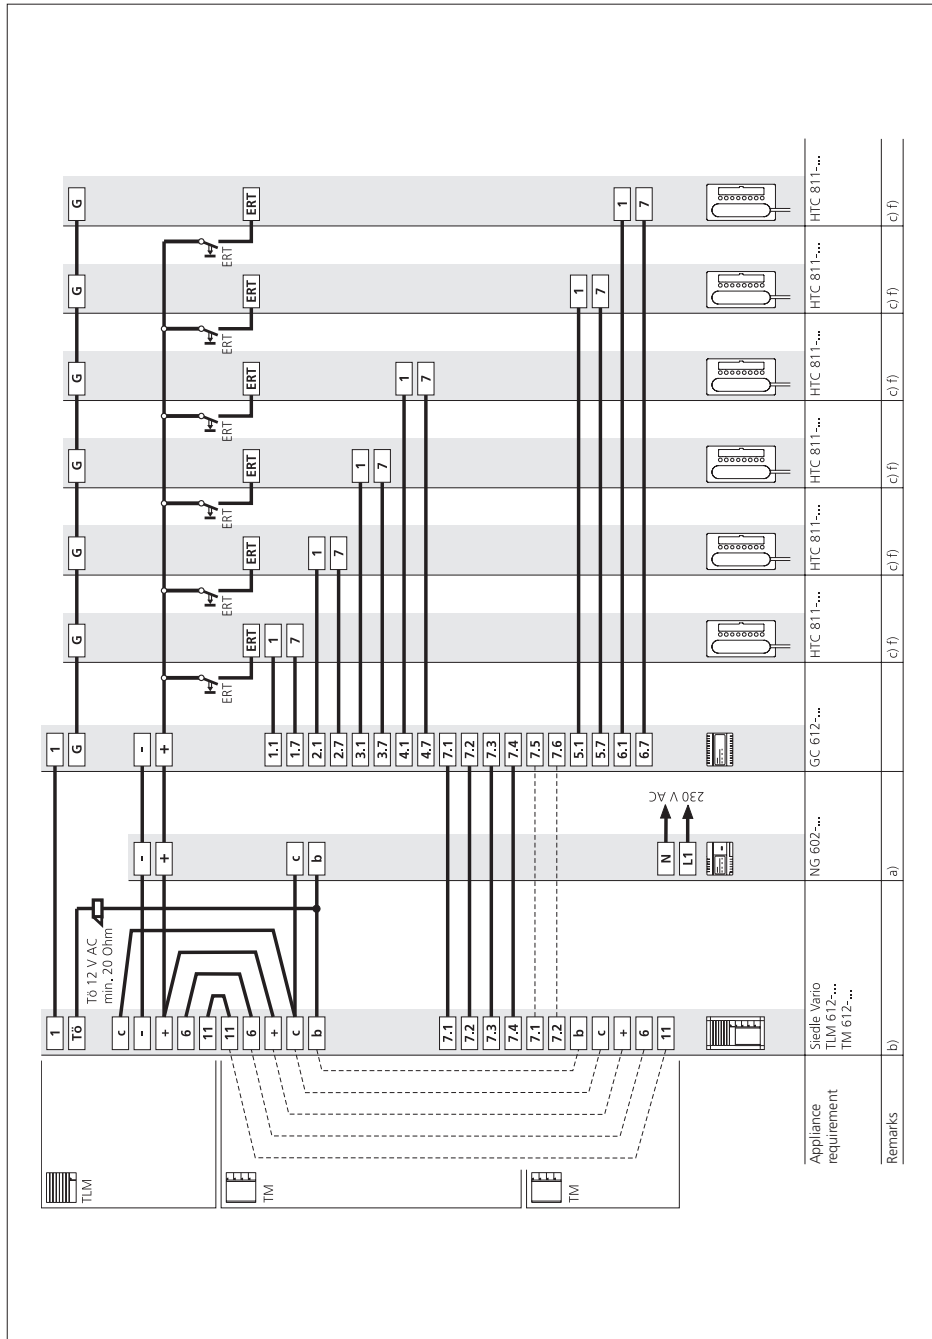 1 1
Tö G G G G G G G
TLM
Tö 12 V AC
min. 20 Ohm
c
- - -
+ + +
6
11
11 ERT ERT ERT ERT ERT ERT
6 ERT ERT ERT ERT ERT ERT
TM
+ 1.1 1
c c 1.7 7
b b 2.1 1
2.7 7
3.1 1
3.7 7
4.1 1
4.7 7
7.1 7.1
7.2 7.2
7.3 7.3
7.4 7.4
7.1 7.5
7.2 7.6
TM
b 5.1 1
c 5.7 7
+ 6.1 1
6 6.7 7
11 N
L1
230 V AC
Appliance requirement
Siedle Vario
TLM 612-...
TM 612-...
NG 602-...
GC 612-...
HTC 811-...
HTC 811-...
HTC 811-...
HTC 811-...
HTC 811-...
HTC 811-...
Remarks b) a) c) f) c) f) c) f) c) f) c) f) c) f)